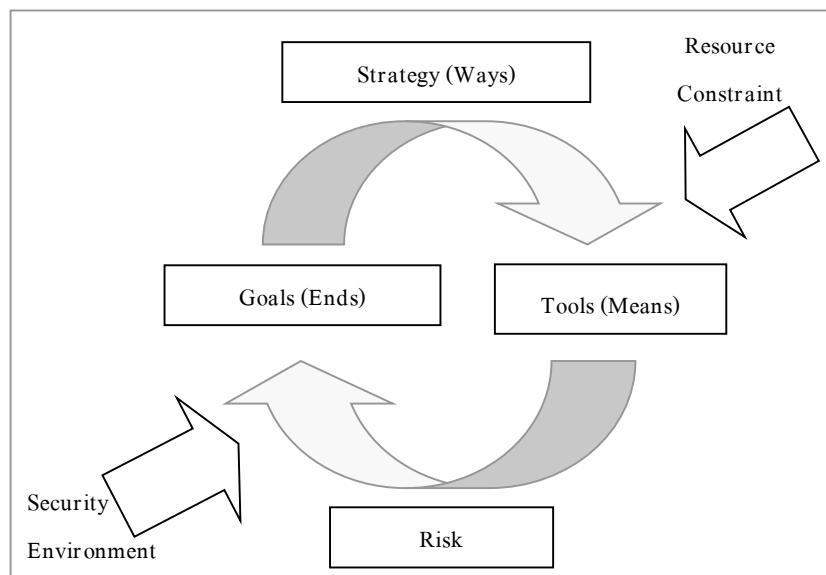 Strategy (Ways)
Resource
Constraint
Goals (Ends)
Tools (Means)
Security
Environment
Risk